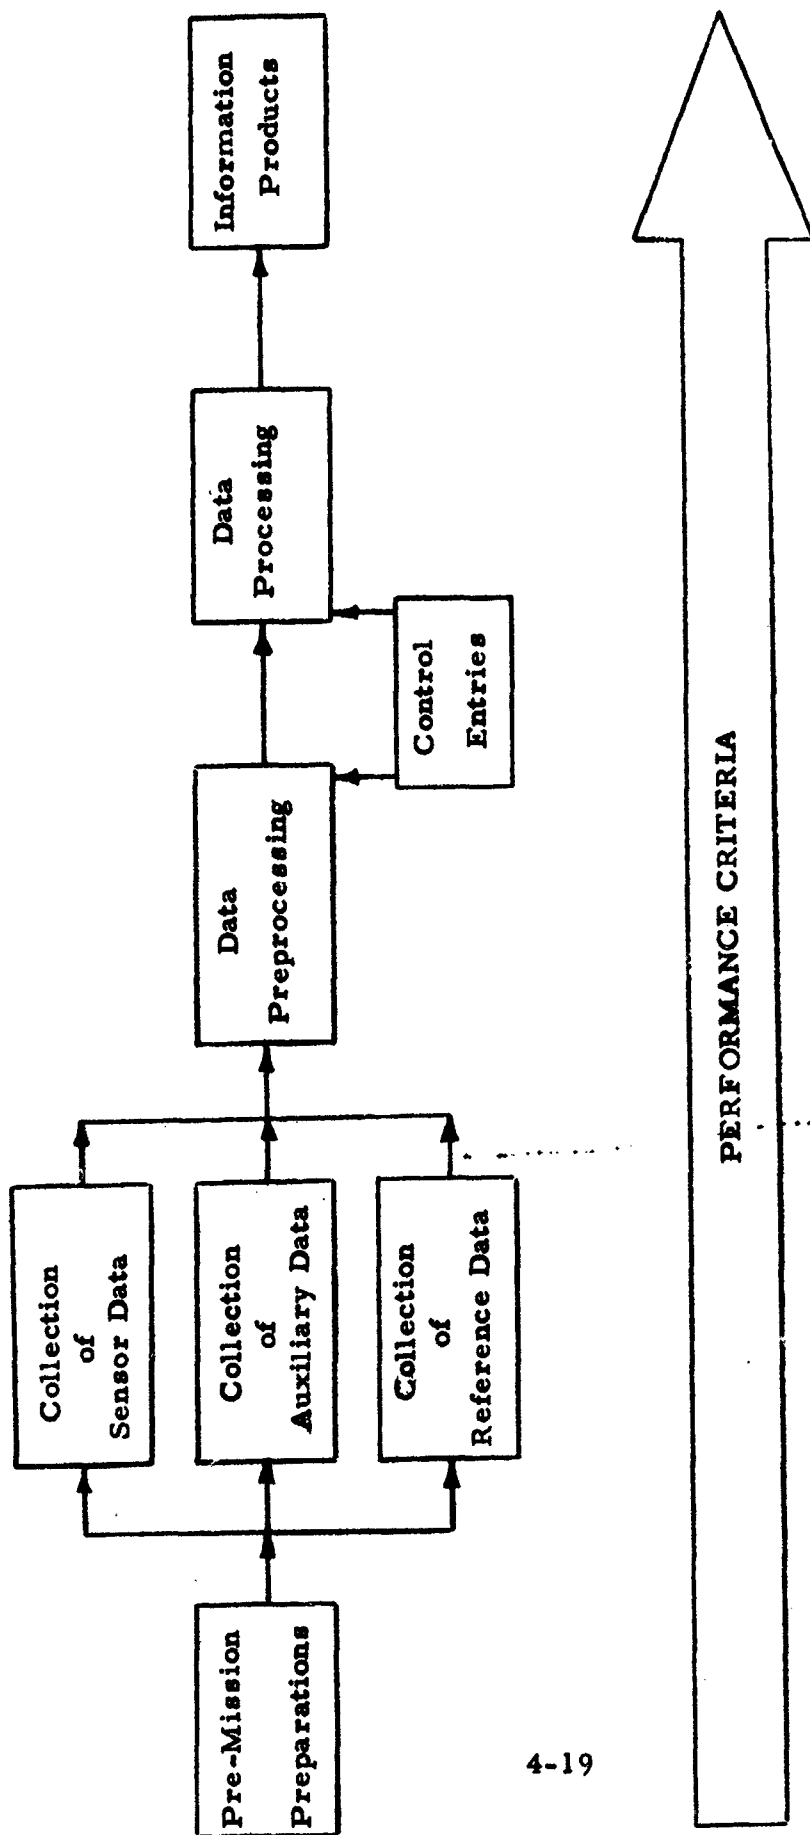 Pre-Mission
Preparations
Collection
of
Sensor Data
Collection
of
Auxiliary Data
Collection
of
Reference Data
Data
Preprocessing
Control
Entries
Data
Processing
Information
Products
PERFORMANCE CRITERIA
4-19